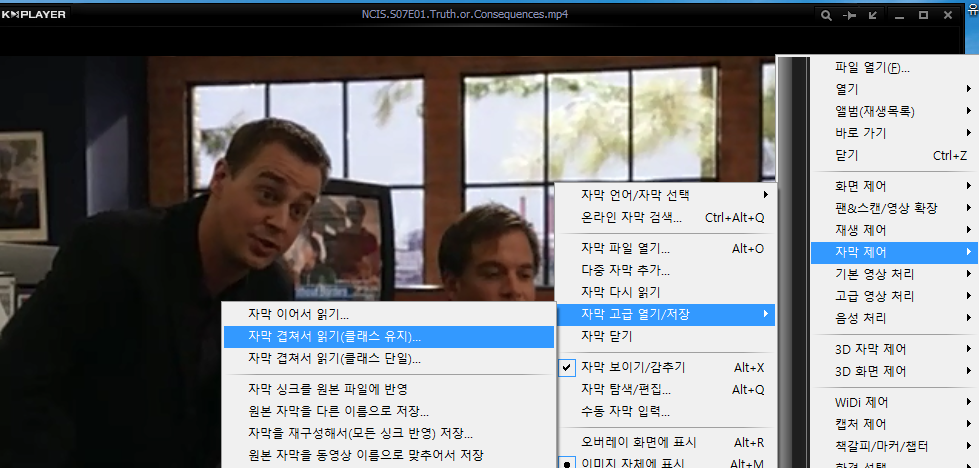 K▶MPLAYER
NCIS.S07E01.Truth.or.Consequences.mp4
유
파일 열기(F)...
열기
앨범(재생목록)
바로 가기
닫기 Ctrl+Z
화면 제어
팬&스캔/영상 확장
재생 제어
자막 제어
기본 영상 처리
고급 영상 처리
음성 처리
3D 자막 제어
3D 화면 제어
WiDi 제어
캡처 제어
책갈피/마커/챕터
환경 선택
자막 언어/자막 선택
온라인 자막 검색... Ctrl+Alt+Q
자막 파일 열기... Alt+O
다중 자막 추가...
자막 다시 읽기
자막 고급 열기/저장
자막 닫기
자막 보이기/감추기 Alt+X
자막 탐색/편집... Alt+Q
수동 자막 입력...
오버레이 화면에 표시 Alt+R
이미지 자체에 표시 Alt+M
자막 이어서 읽기...
자막 겹쳐서 읽기(클래스 유지)...
자막 겹쳐서 읽기(클래스 단일)...
자막 싱크를 원본 파일에 반영
원본 자막을 다른 이름으로 저장...
자막을 재구성해서(모든 싱크 반영) 저장...
원본 자막을 동영상 이름으로 맞추어서 저장